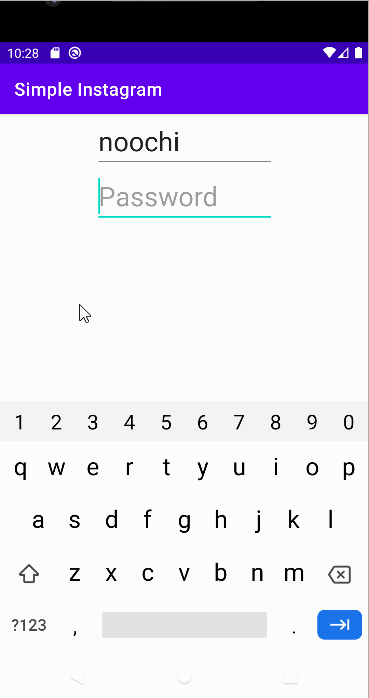 10:28
Simple Instagram
noochi
Password
1 2 3 4 5 6 7 8 9 0
q w e r t y u i o p
a s d f g h j k l
z x c v b n m
?123 , .